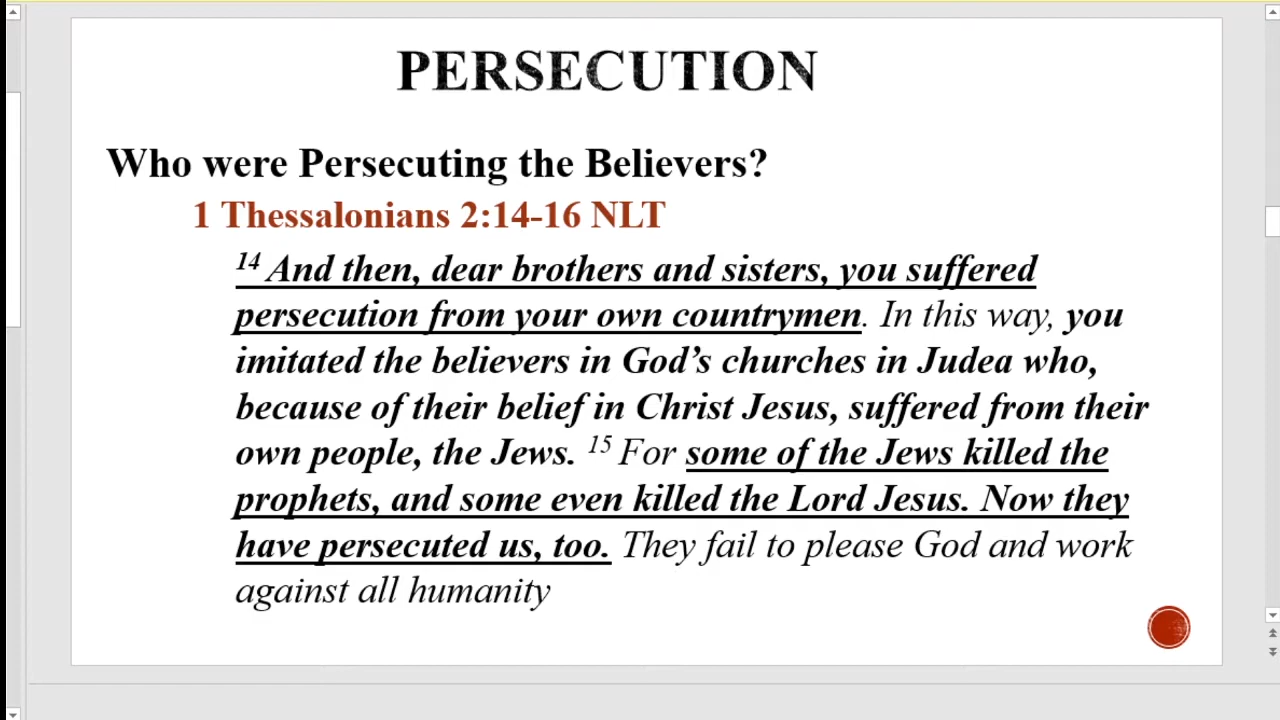 PERSECUTION
Who were Persecuting the Believers?
1 Thessalonians 2:14-16 NLT
14 And then, dear brothers and sisters, you suffered
persecution from your own countrymen. In this way, you
imitated the believers in God's churches in Judea who,
because of their belief in Christ Jesus, suffered from their
own people, the Jews. 15 For some of the Jews killed the
prophets, and some even killed the Lord Jesus. Now they
have persecuted us, too. They fail to please God and work
against all humanity